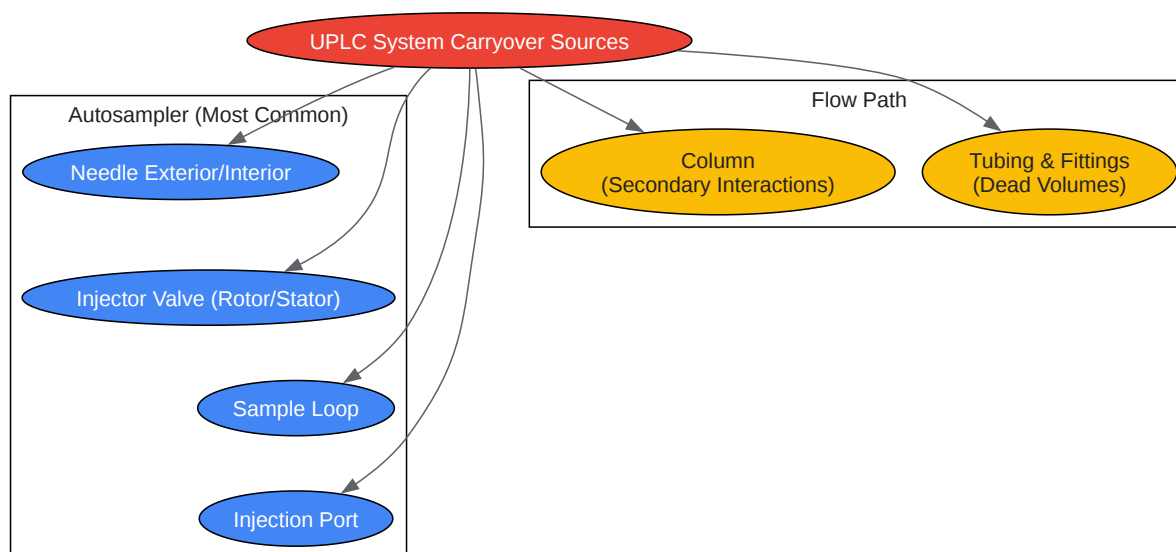 UPLC System Carryover Sources
Autosampler (Most Common)
Needle Exterior/Interior
Injector Valve (Rotor/Stator)
Sample Loop
Injection Port
Flow Path
Column
(Secondary Interactions)
Tubing & Fittings
(Dead Volumes)